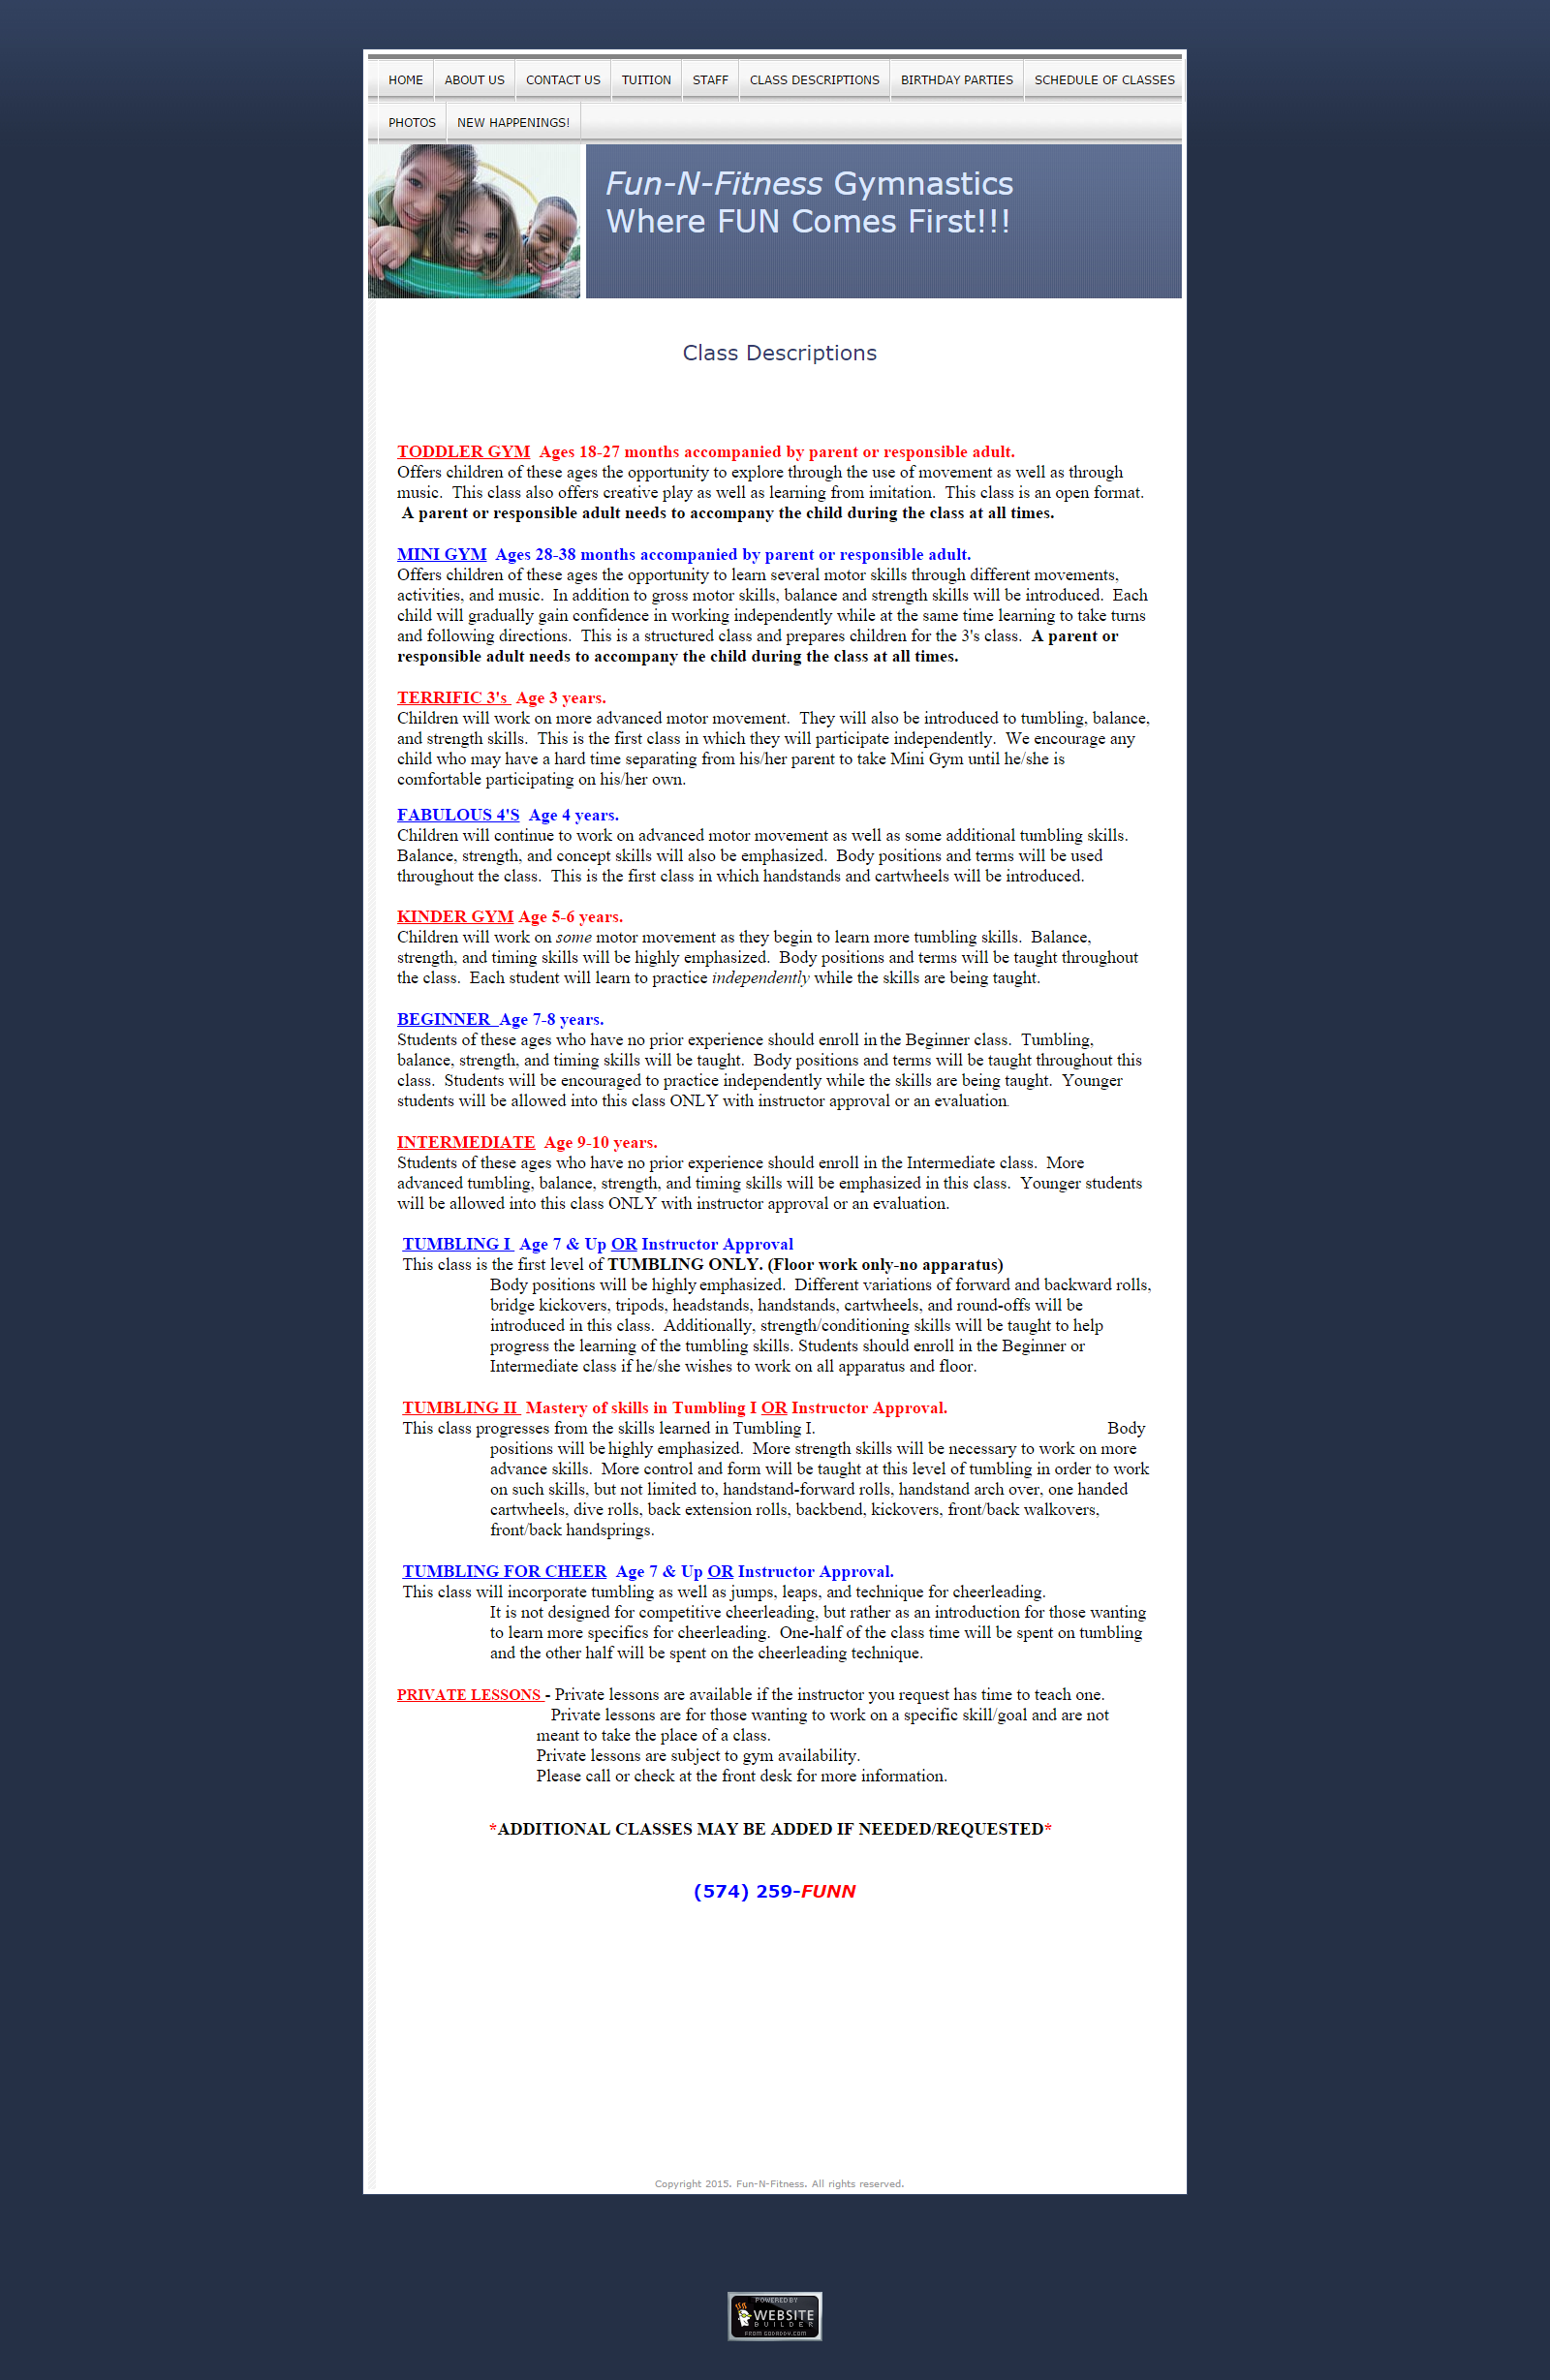 HOME ABOUT US CONTACT US TUITION STAFF CLASS DESCRIPTIONS BIRTHDAY PARTIES SCHEDULE OF CLASSES
PHOTOS NEW HAPPENINGS!
Fun-N-Fitness Gymnastics
Where FUN Comes First!!!
Class Descriptions
TODDLER GYM  Ages 18-27 months accompanied by parent or responsible adult.
Offers children of these ages the opportunity to explore through the use of movement as well as through
music.  This class also offers creative play as well as learning from imitation.  This class is an open format.
A parent or responsible adult needs to accompany the child during the class at all times.
MINI GYM  Ages 28-38 months accompanied by parent or responsible adult.
Offers children of these ages the opportunity to learn several motor skills through different movements,
activities, and music.  In addition to gross motor skills, balance and strength skills will be introduced.  Each
child will gradually gain confidence in working independently while at the same time learning to take turns
and following directions.  This is a structured class and prepares children for the 3's class.  A parent or
responsible adult needs to accompany the child during the class at all times.
TERRIFIC 3's  Age 3 years.
Children will work on more advanced motor movement.  They will also be introduced to tumbling, balance,
and strength skills.  This is the first class in which they will participate independently.  We encourage any
child who may have a hard time separating from his/her parent to take Mini Gym until he/she is
comfortable participating on his/her own.
FABULOUS 4'S  Age 4 years.
Children will continue to work on advanced motor movement as well as some additional tumbling skills.
Balance, strength, and concept skills will also be emphasized.  Body positions and terms will be used
throughout the class.  This is the first class in which handstands and cartwheels will be introduced.
KINDER GYM Age 5-6 years.
Children will work on some motor movement as they begin to learn more tumbling skills.  Balance,
strength, and timing skills will be highly emphasized.  Body positions and terms will be taught throughout
the class.  Each student will learn to practice independently while the skills are being taught.
BEGINNER  Age 7-8 years.
Students of these ages who have no prior experience should enroll in the Beginner class.  Tumbling,
balance, strength, and timing skills will be taught.  Body positions and terms will be taught throughout this
class.  Students will be encouraged to practice independently while the skills are being taught.  Younger
students will be allowed into this class ONLY with instructor approval or an evaluation.
INTERMEDIATE  Age 9-10 years.
Students of these ages who have no prior experience should enroll in the Intermediate class.  More
advanced tumbling, balance, strength, and timing skills will be emphasized in this class.  Younger students
will be allowed into this class ONLY with instructor approval or an evaluation.
TUMBLING I  Age 7 & Up OR Instructor Approval
This class is the first level of TUMBLING ONLY. (Floor work only-no apparatus)
Body positions will be highly emphasized.  Different variations of forward and backward rolls,
bridge kickovers, tripods, headstands, handstands, cartwheels, and round-offs will be
introduced in this class.  Additionally, strength/conditioning skills will be taught to help
progress the learning of the tumbling skills. Students should enroll in the Beginner or
Intermediate class if he/she wishes to work on all apparatus and floor.
TUMBLING II  Mastery of skills in Tumbling I OR Instructor Approval.
This class progresses from the skills learned in Tumbling I. Body
positions will be highly emphasized.  More strength skills will be necessary to work on more
advance skills.  More control and form will be taught at this level of tumbling in order to work
on such skills, but not limited to, handstand-forward rolls, handstand arch over, one handed
cartwheels, dive rolls, back extension rolls, backbend, kickovers, front/back walkovers,
front/back handsprings.
TUMBLING FOR CHEER  Age 7 & Up OR Instructor Approval.
This class will incorporate tumbling as well as jumps, leaps, and technique for cheerleading.
It is not designed for competitive cheerleading, but rather as an introduction for those wanting
to learn more specifics for cheerleading.  One-half of the class time will be spent on tumbling
and the other half will be spent on the cheerleading technique.
PRIVATE LESSONS - Private lessons are available if the instructor you request has time to teach one.
Private lessons are for those wanting to work on a specific skill/goal and are not
meant to take the place of a class.
Private lessons are subject to gym availability.
Please call or check at the front desk for more information.
*ADDITIONAL CLASSES MAY BE ADDED IF NEEDED/REQUESTED*
(574) 259-FUNN
Copyright 2015. Fun-N-Fitness. All rights reserved.
POWERED BY
WEBSITE
BUILDER
FROM GODADDY.COM